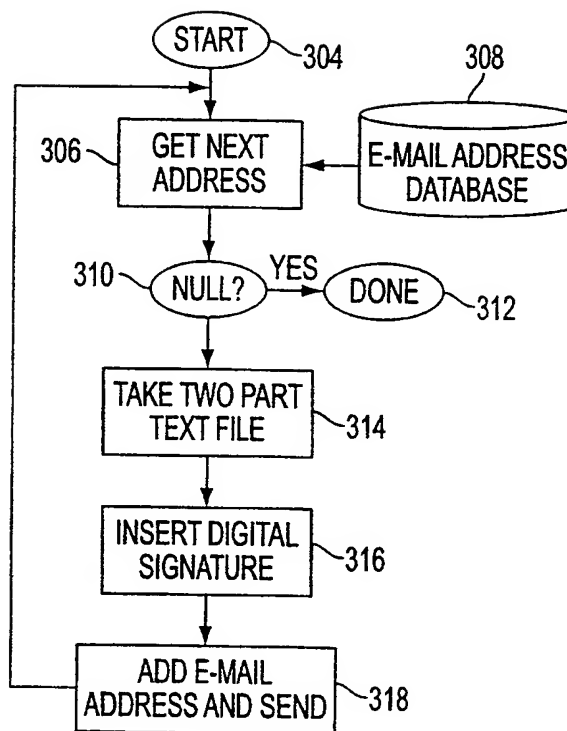 START
304
308
306
GET NEXT
ADDRESS
E-MAIL ADDRESS
DATABASE
310
NULL?
YES
DONE
312
TAKE TWO PART
TEXT FILE
314
INSERT DIGITAL
SIGNATURE
316
ADD E-MAIL
ADDRESS AND SEND
318